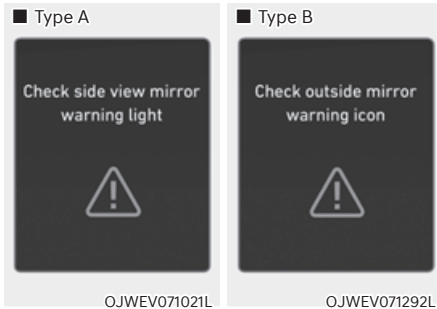 ■ Type A
Check side view mirror
warning light
OJWEV071021L
■ Type B
Check outside mirror
warning icon
OJWEV071292L